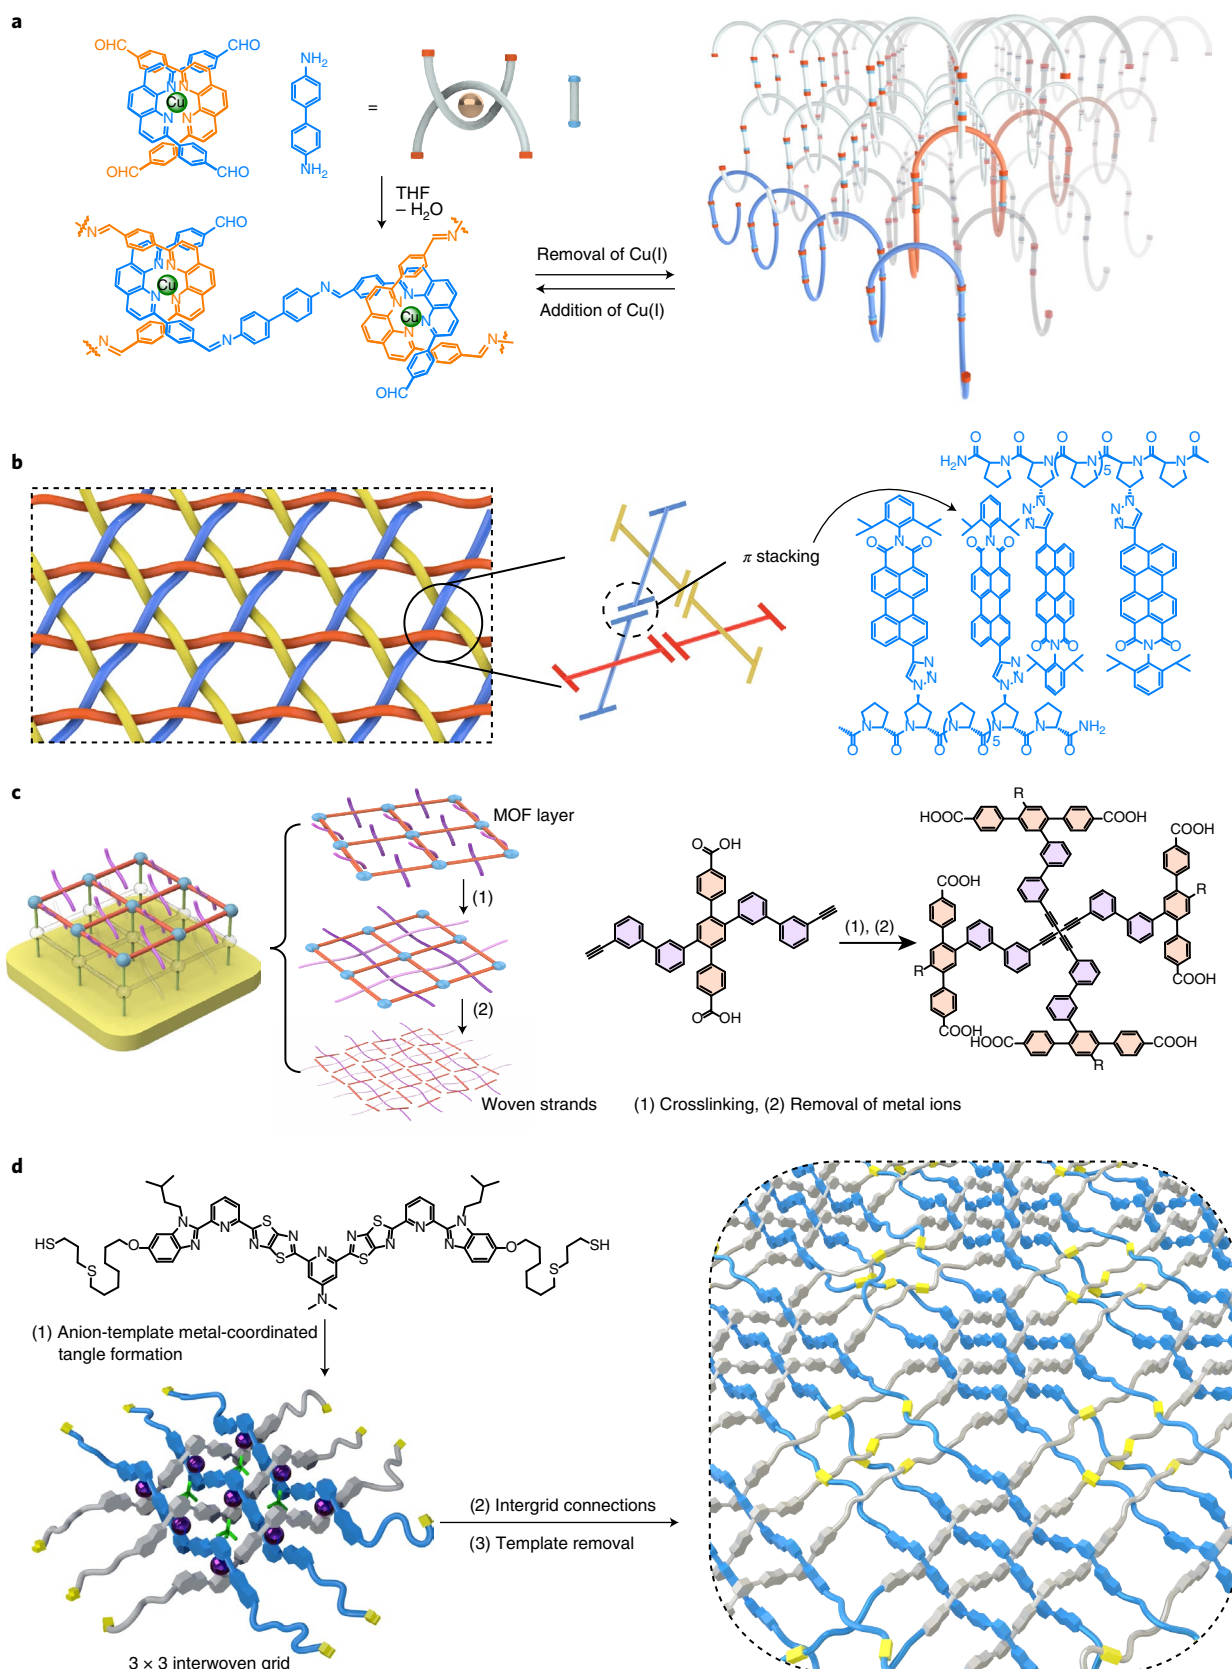 a
OHC
CHO
NH2
Cu
N
N
N
N
=
OHC
CHO
NH2
THF
– H2O
CHO
N
N
Cu
N
N
N
N
N
N
Cu
N
N
N
N
N
OHC
Removal of Cu(I)
Addition of Cu(I)
b
π stacking
O
O
O
O
O
O
H2N
N
N
N
N
N
N
5
N
N
N
N
N
N
O
N
O
O
N
O
N
N
N
N
N
N
O
N
O
O
N
O
N
N
N
N
N
N
NH2
O
O
O
O
O
O
5
c
MOF layer
(1)
(2)
Woven strands
O
OH
O
OH
(1), (2)
R
HOOC
COOH
COOH
COOH
R
R
COOH
COOH
HOOC
COOH
R
(1) Crosslinking, (2) Removal of metal ions
d
HS
S
O
N
N
N
S
N
S
N
N
S
N
S
N
N
N
N
O
S
SH
(1) Anion-template metal-coordinated
tangle formation
(2) Intergrid connections
(3) Template removal
3 × 3 interwoven grid